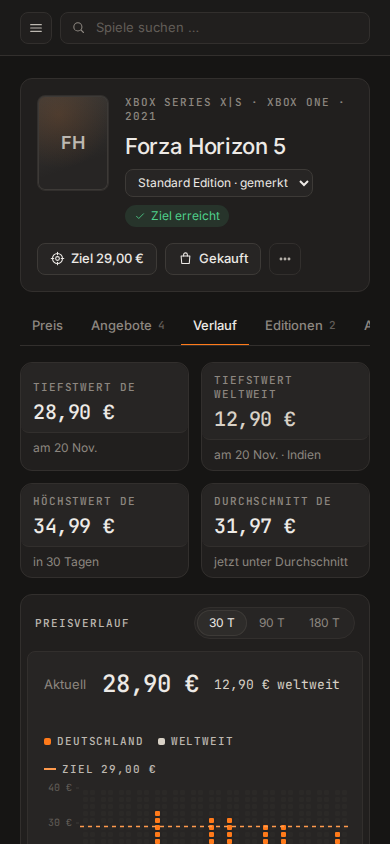 Spiele suchen ...
XBOX SERIES X|S · XBOX ONE ·
2021
FH
Forza Horizon 5
Standard Edition · gemerkt
Ziel erreicht
Ziel 29,00 €
Gekauft
Preis
Angebote 4
Verlauf
Editionen 2
TIEFSTWERT DE
28,90 €
am 20 Nov.
TIEFSTWERT
WELTWEIT
12,90 €
am 20 Nov. · Indien
HÖCHSTWERT DE
34,99 €
in 30 Tagen
DURCHSCHNITT DE
31,97 €
jetzt unter Durchschnitt
PREISVERLAUF
30 T
90 T
180 T
Aktuell 28,90 € 12,90 € weltweit
DEUTSCHLAND
WELTWEIT
ZIEL 29,00 €
40 €
30 €